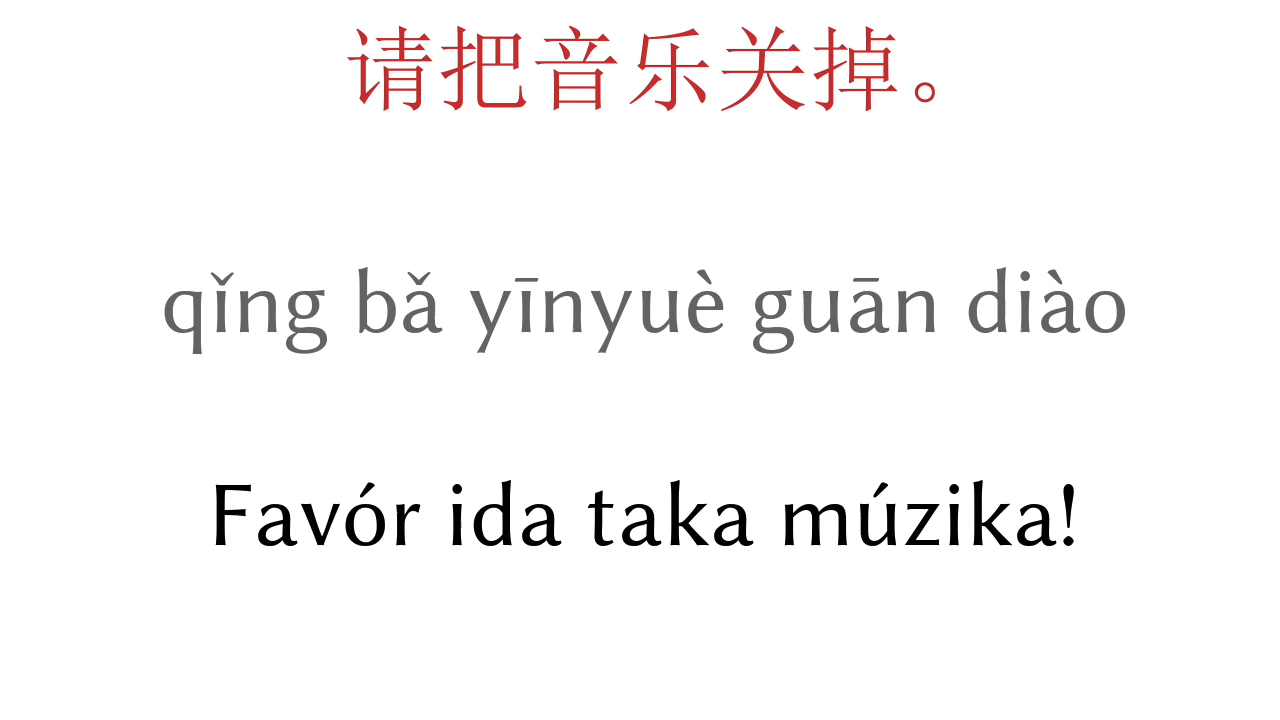 请把音乐关掉。
qǐng bǎ yīnyuè guān diào
Favór ida taka múzika!